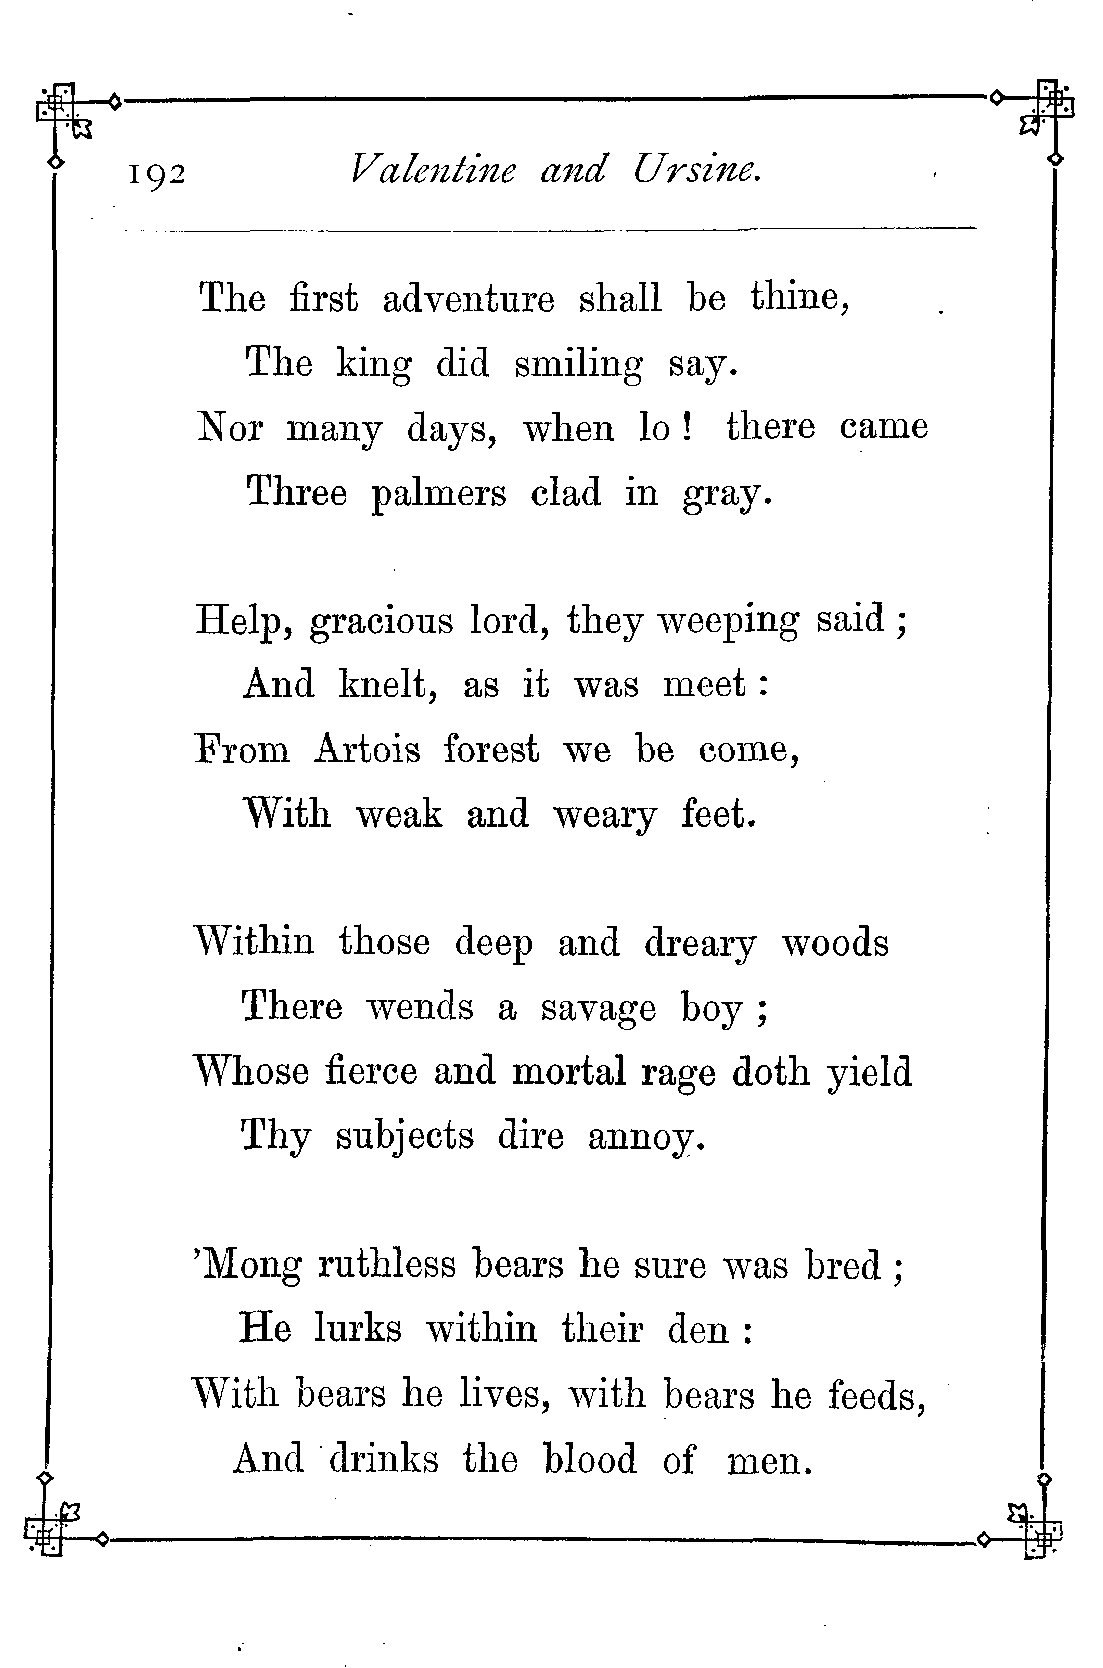 192 Valentine and Ursine.
The first adventure shall be thine,
The king did smiling say.
Nor many days, when lo ! there came
Three palmers clad in gray.
Help, gracious lord, they weeping said ;
And knelt, as it was meet :
From Artois forest we be come,
With weak and weary feet.
Within those deep and dreary woods
There wends a savage boy ;
Whose fierce and mortal rage doth yield
Thy subjects dire annoy.
’Mong ruthless bears he sure was bred ;
He lurks within their den :
With bears he lives, with bears he feeds,
And drinks the blood of men.